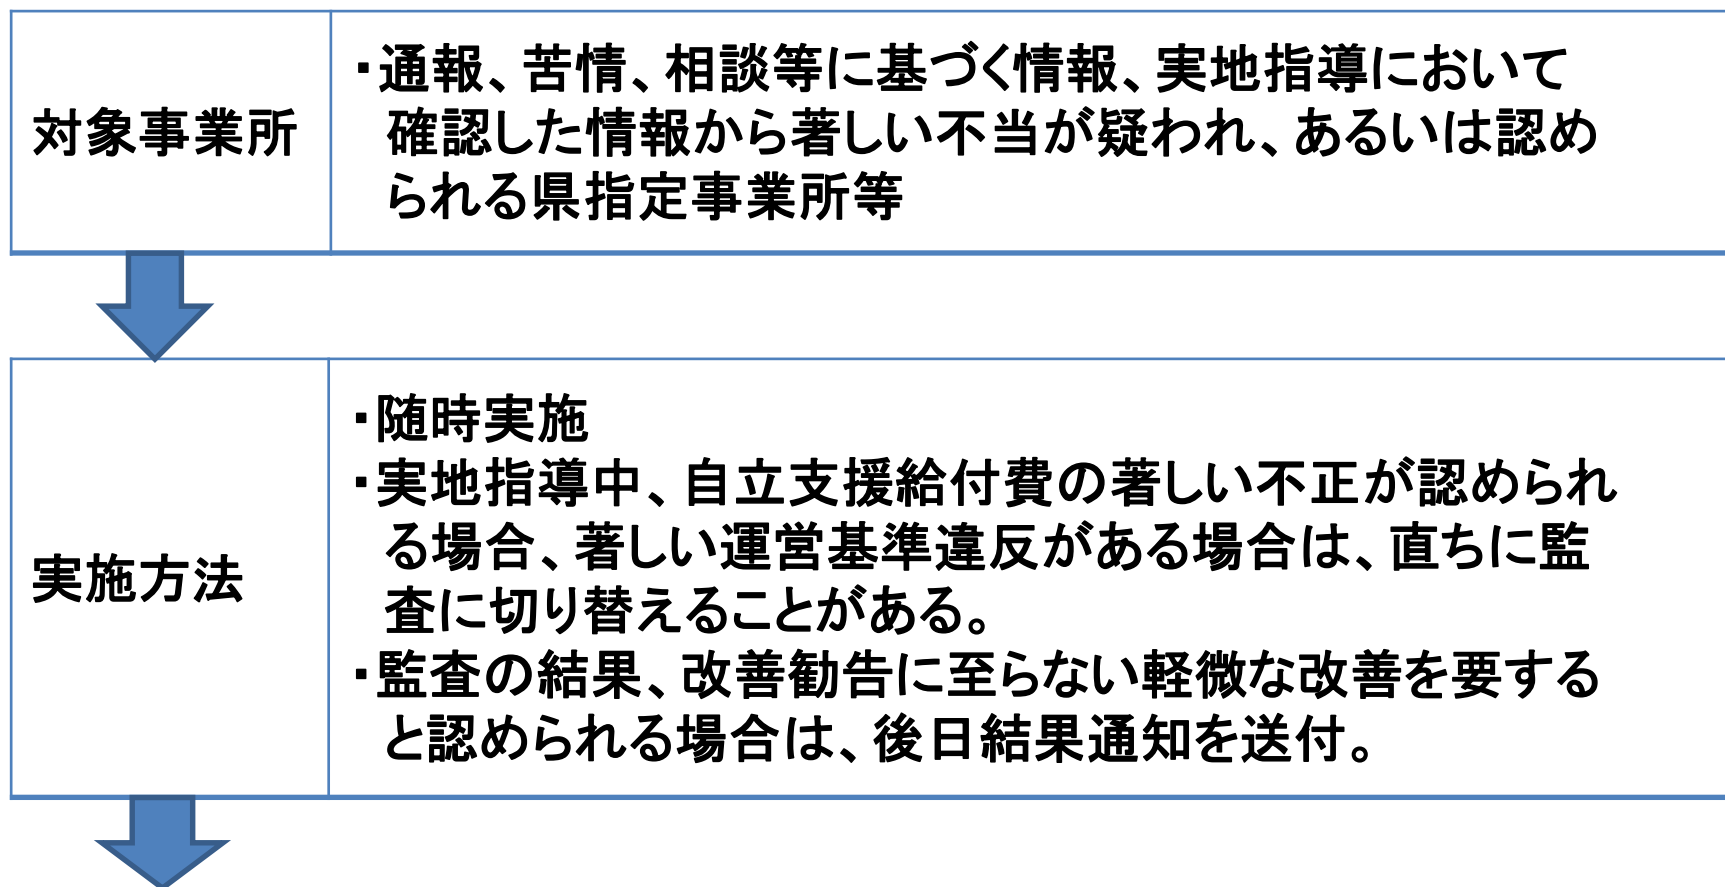 対象事業所
・通報、苦情、相談等に基づく情報、実地指導において
確認した情報から著しい不当が疑われ、あるいは認め
られる県指定事業所等
実施方法
・随時実施
・実地指導中、自立支援給付費の著しい不正が認められ
る場合、著しい運営基準違反がある場合は、直ちに監
査に切り替えることがある。
・監査の結果、改善勧告に至らない軽微な改善を要する
と認められる場合は、後日結果通知を送付。